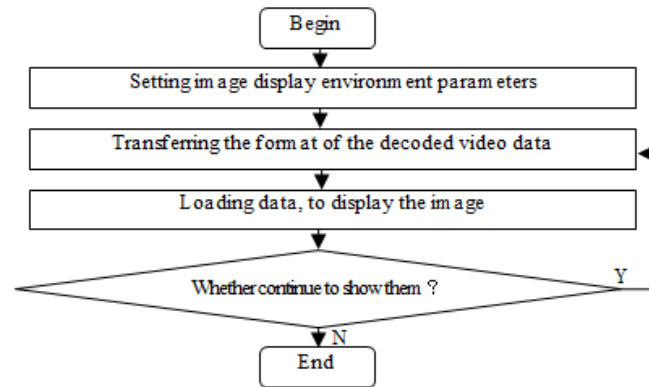 Begin
Setting image display environment parameters
Transferring the format of the decoded video data
Loading data, to display the image
Whether continue to show them ？
Y
N
End